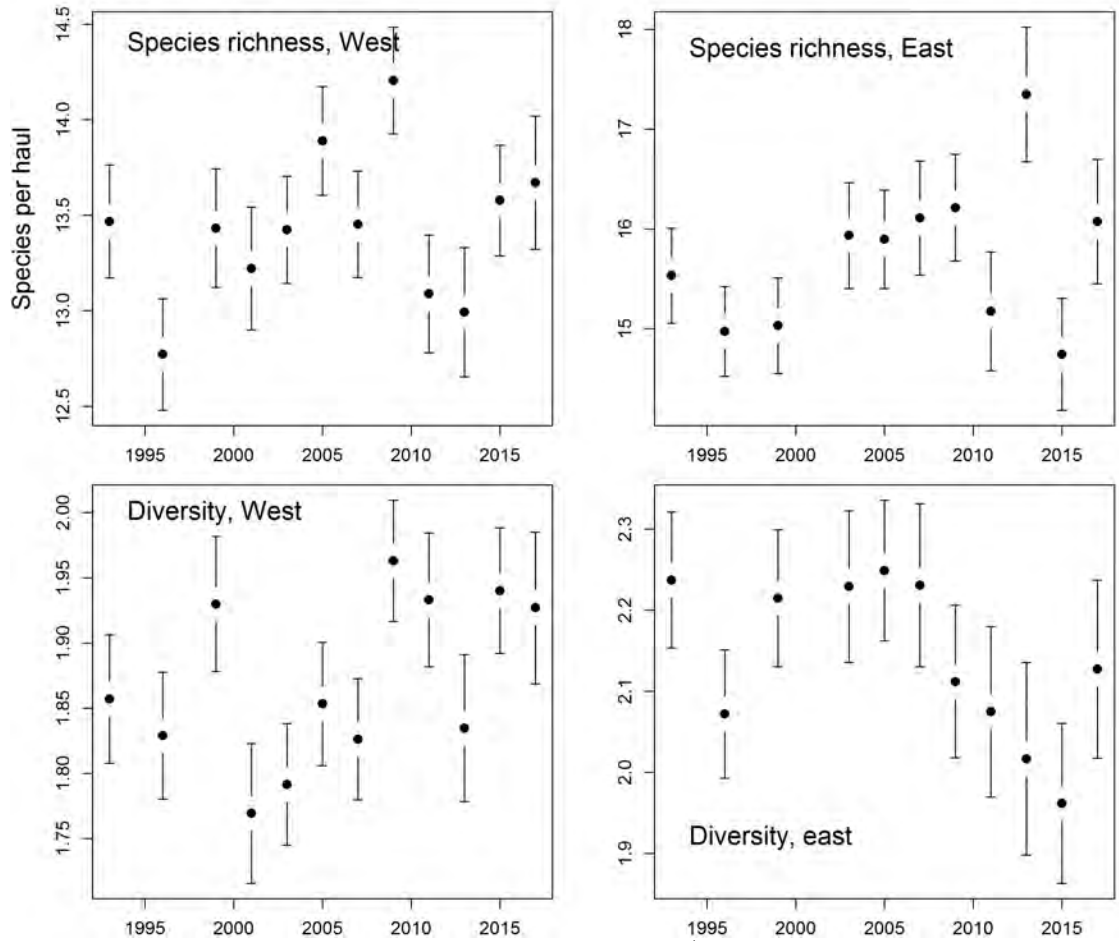 Species richness, West
Species per haul
14.5
14.0
13.5
13.0
12.5
1995 2000 2005 2010 2015
Species richness, East
18
17
16
15
1995 2000 2005 2010 2015
Diversity, West
2.00
1.95
1.90
1.85
1.80
1.75
1995 2000 2005 2010 2015
2.3
2.2
2.1
2.0
1.9
Diversity, east
1995 2000 2005 2010 2015